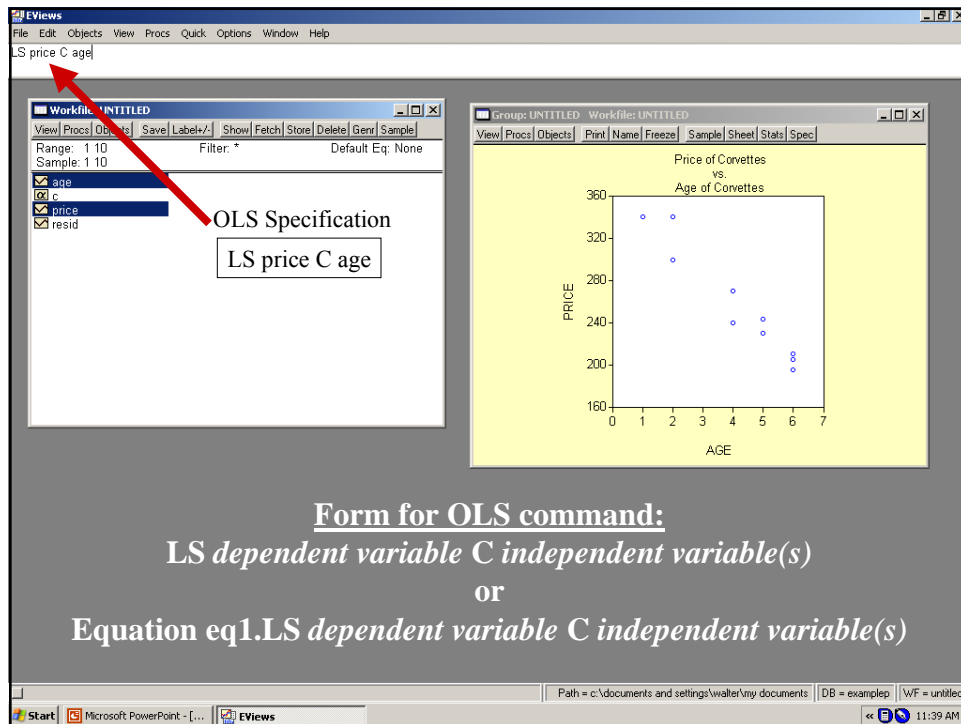 EViews
File Edit Objects View Procs Quick Options Window Help
LS price C age
Workfile: UNTITLED
View Procs Objects Save Label+/- Show Fetch Store Delete Genr Sample
Range: 1 10 Filter: * Default Eq: None
Sample: 1 10
age
c
price
resid
OLS Specification
LS price C age
Group: UNTITLED Workfile: UNTITLED
View Procs Objects Print Name Freeze Sample Sheet Stats Spec
Price of Corvettes
vs.
Age of Corvettes
360
320
280
240
200
160
PRICE
0 1 2 3 4 5 6 7
AGE
Form for OLS command:
LS dependent variable C independent variable(s)
or
Equation eq1.LS dependent variable C independent variable(s)
Path = c:\documents and settings\walter\my documents DB = examplep WF = untitled
Start Microsoft PowerPoint - [... EViews « 11:39 AM